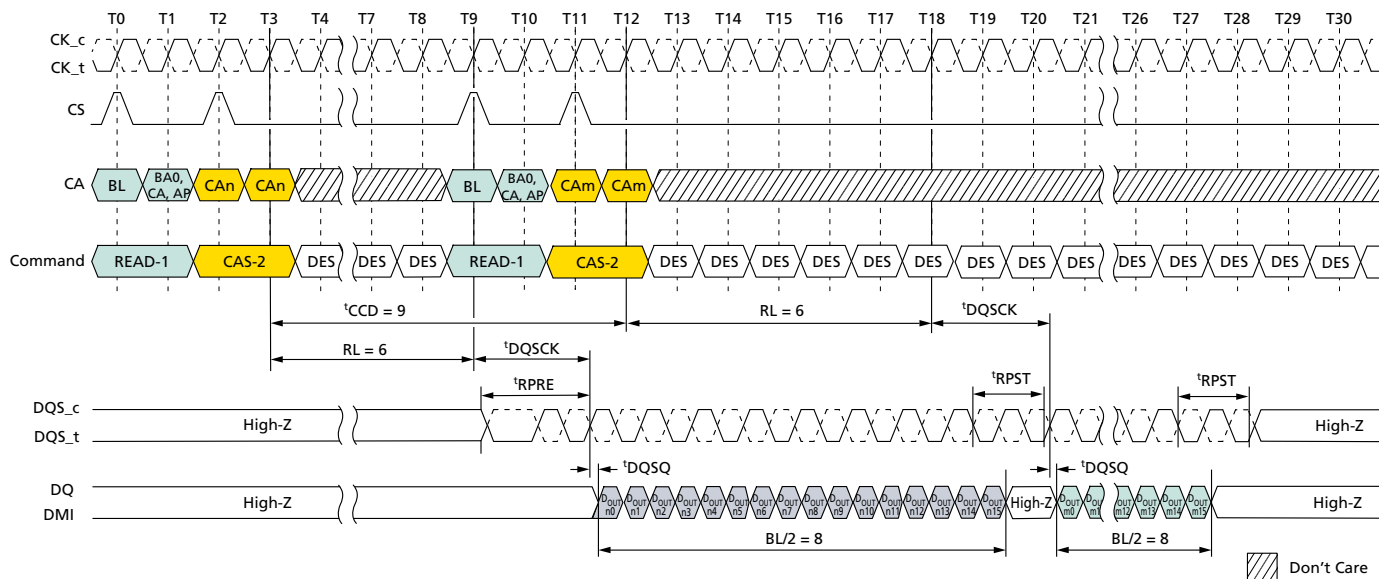 T0 T1 T2 T3 T4 T7 T8 T9 T10 T11 T12 T13 T14 T15 T16 T17 T18 T19 T20 T21 T26 T27 T28 T29 T30
CK_c
CK_t
CS
CA BL BA0, CA, AP CAn CAn BL BA0, CA, AP CAm CAm
Command READ-1 CAS-2 DES DES DES READ-1 CAS-2 DES DES DES DES DES DES DES DES DES DES DES DES DES DES DES
tCCD = 9 RL = 6 tDQSCK
RL = 6 tDQSCK
tRPRE tRPST tRPST
DQS_c
DQS_t
High-Z High-Z
tDQSQ tDQSQ
DQ
DMI
High-Z DOUT n0 DOUT n1 DOUT n2 DOUT n3 DOUT n4 DOUT n5 DOUT n6 DOUT n7 DOUT n8 DOUT n9 DOUT n10 DOUT n11 DOUT n12 DOUT n13 DOUT n14 DOUT n15 High-Z DOUT m0 DOUT m1 DOUT m12 DOUT m13 DOUT m14 DOUT m15 High-Z
BL/2 = 8 BL/2 = 8
Don't Care